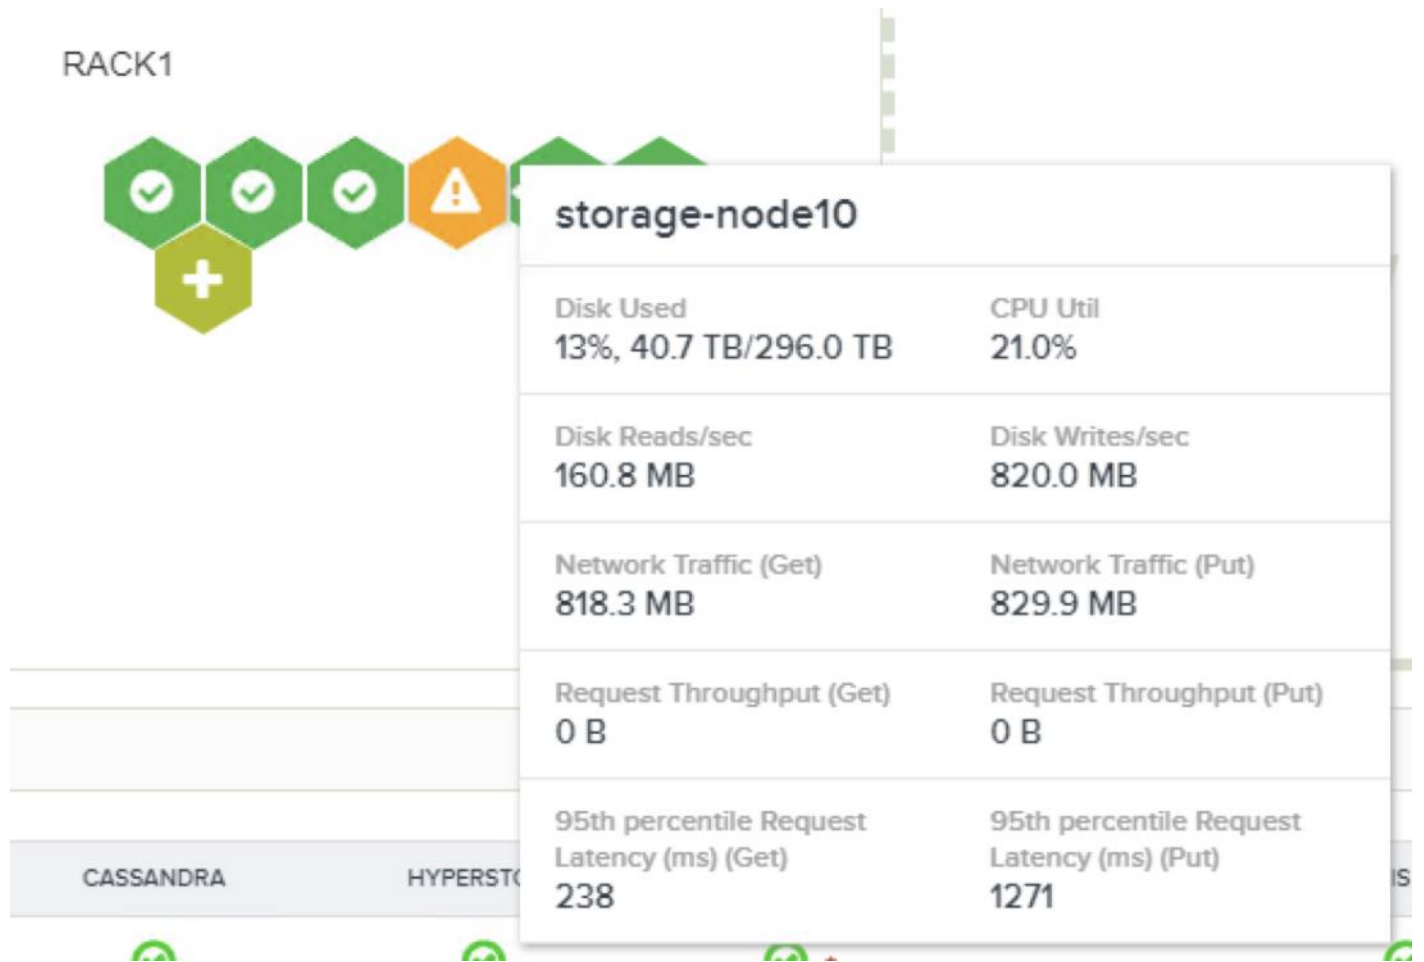 RACK1
storage-node10
Disk Used
CPU Util
13%, 40.7 TB/296.0 TB
21.0%
Disk Reads/sec
Disk Writes/sec
160.8 MB
820.0 MB
Network Traffic (Get)
Network Traffic (Put)
818.3 MB
829.9 MB
Request Throughput (Get)
Request Throughput (Put)
0 B
0 B
95th percentile Request
Latency (ms) (Get)
95th percentile Request
Latency (ms) (Put)
238
1271
CASSANDRA